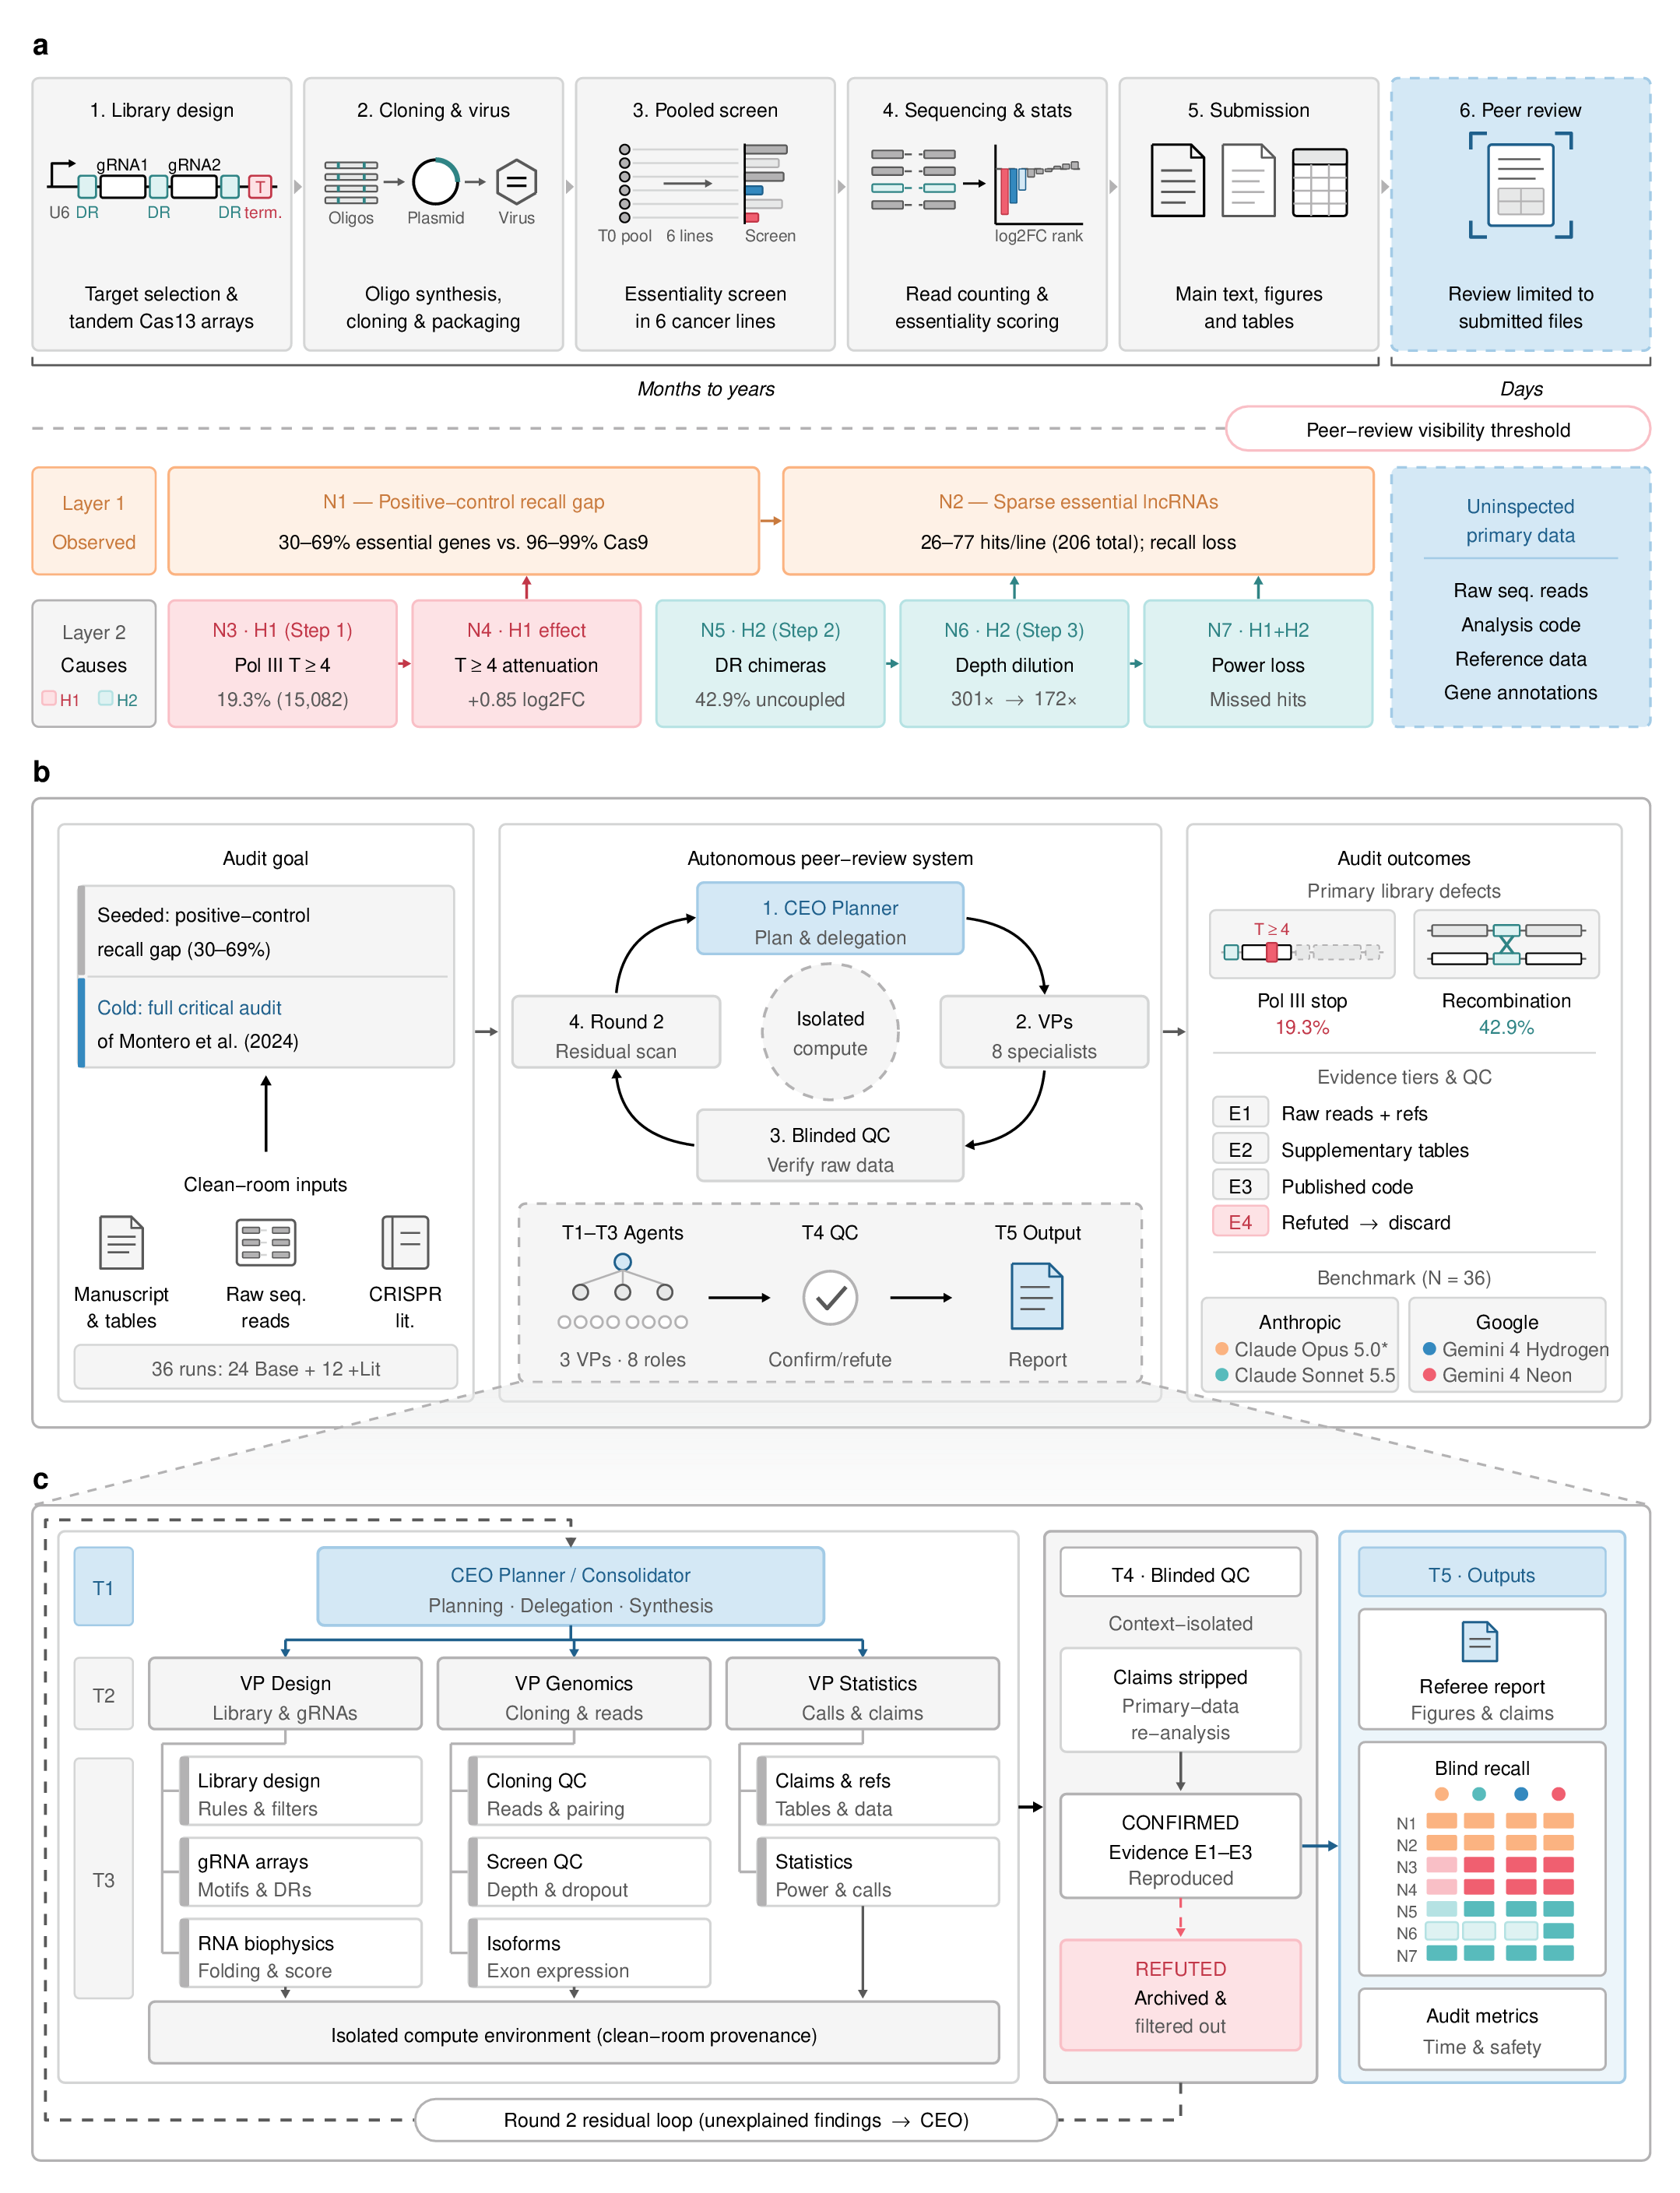 a
1. Library design
gRNA1 gRNA2
T
U6 DR DR DR term.
Target selection &
tandem Cas13 arrays
2. Cloning & virus
Oligos Plasmid Virus
Oligo synthesis,
cloning & packaging
3. Pooled screen
T0 pool 6 lines Screen
Essentiality screen
in 6 cancer lines
4. Sequencing & stats
log2FC rank
Read counting &
essentiality scoring
5. Submission
Main text, figures
and tables
6. Peer review
Review limited to
submitted files
Months to years
Days
Peer−review visibility threshold
Layer 1
Observed
N1 — Positive−control recall gap
30–69% essential genes vs. 96–99% Cas9
N2 — Sparse essential lncRNAs
26–77 hits/line (206 total); recall loss
Uninspected
primary data
Raw seq. reads
Analysis code
Reference data
Gene annotations
Layer 2
Causes
H1 H2
N3 · H1 (Step 1)
Pol III T ≥ 4
19.3% (15,082)
N4 · H1 effect
T ≥ 4 attenuation
+0.85 log2FC
N5 · H2 (Step 2)
DR chimeras
42.9% uncoupled
N6 · H2 (Step 3)
Depth dilution
301× → 172×
N7 · H1+H2
Power loss
Missed hits
b
Audit goal
Seeded: positive−control
recall gap (30–69%)
Cold: full critical audit
of Montero et al. (2024)
Clean−room inputs
Manuscript
& tables
Raw seq.
reads
CRISPR
lit.
36 runs: 24 Base + 12 +Lit
Autonomous peer−review system
1. CEO Planner
Plan & delegation
4. Round 2
Residual scan
Isolated
compute
2. VPs
8 specialists
3. Blinded QC
Verify raw data
T1–T3 Agents
3 VPs · 8 roles
T4 QC
Confirm/refute
T5 Output
Report
Audit outcomes
Primary library defects
T ≥ 4
Pol III stop
19.3%
Recombination
42.9%
Evidence tiers & QC
E1 Raw reads + refs
E2 Supplementary tables
E3 Published code
E4 Refuted → discard
Benchmark (N = 36)
Anthropic
Claude Opus 5.0*
Claude Sonnet 5.5
Google
Gemini 4 Hydrogen
Gemini 4 Neon
c
T1
CEO Planner / Consolidator
Planning · Delegation · Synthesis
T2
VP Design
Library & gRNAs
VP Genomics
Cloning & reads
VP Statistics
Calls & claims
T3
Library design
Rules & filters
gRNA arrays
Motifs & DRs
RNA biophysics
Folding & score
Cloning QC
Reads & pairing
Screen QC
Depth & dropout
Isoforms
Exon expression
Claims & refs
Tables & data
Statistics
Power & calls
Isolated compute environment (clean−room provenance)
T4 · Blinded QC
Context−isolated
Claims stripped
Primary−data
re−analysis
CONFIRMED
Evidence E1–E3
Reproduced
REFUTED
Archived &
filtered out
T5 · Outputs
Referee report
Figures & claims
Blind recall
N1
N2
N3
N4
N5
N6
N7
Audit metrics
Time & safety
Round 2 residual loop (unexplained findings → CEO)